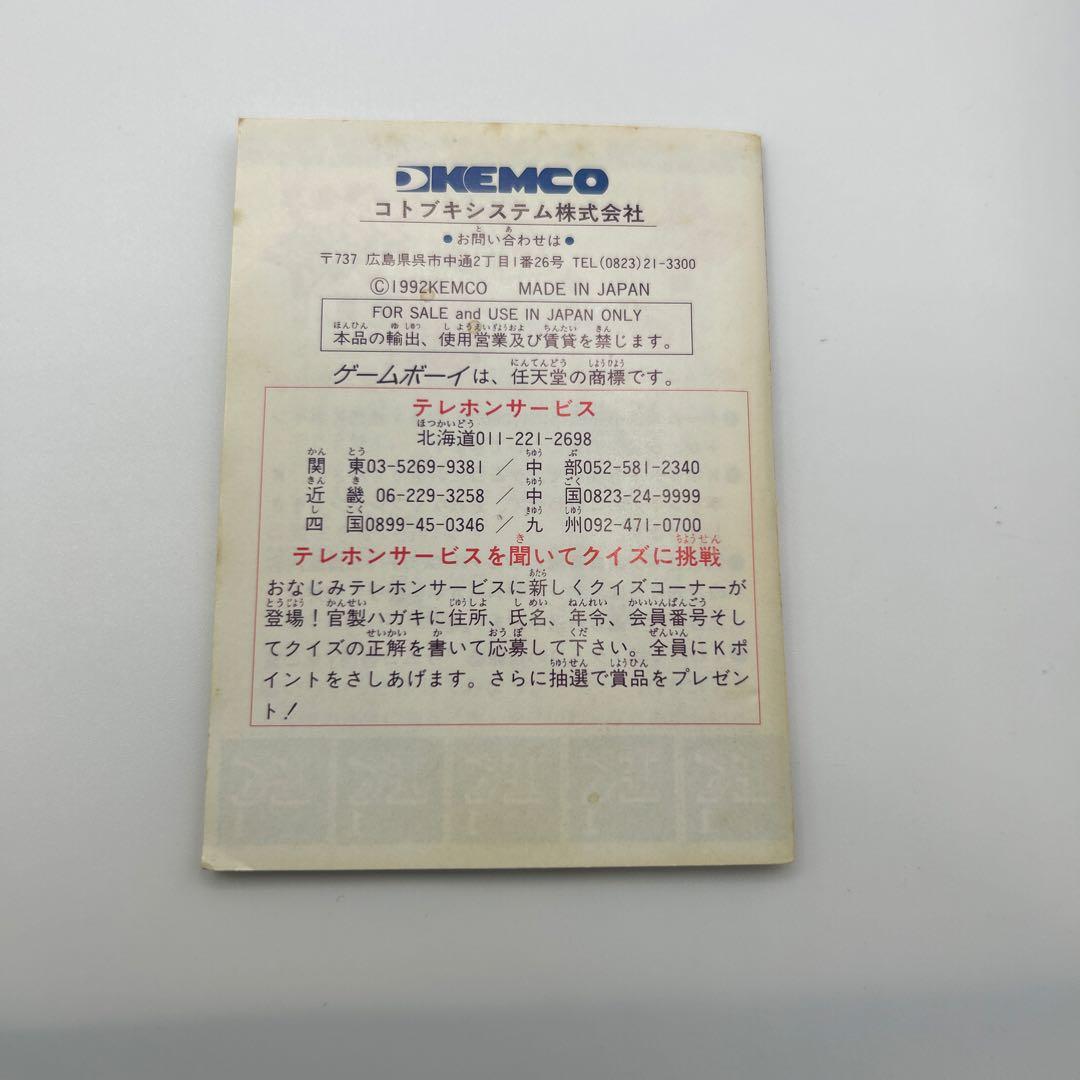 KEMCO
コトブキシステム株式会社
●お問い合わせは●
〒737 広島県呉市中通2丁目1番26号 TEL(0823)21-3300
©1992KEMCO MADE IN JAPAN
FOR SALE and USE IN JAPAN ONLY
本品の輸出、使用営業及び賃貸を禁じます。
ゲームボーイは、任天堂の商標です。
テレホンサービス
北海道011-221-2698
関東03-5269-9381／中部052-581-2340
近畿06-229-3258／中国0823-24-9999
四国0899-45-0346／九州092-471-0700
テレホンサービスを聞いてクイズに挑戦
おなじみテレホンサービスに新しくクイズコーナーが
登場！官製ハガキに住所、氏名、年令、会員番号そし
てクイズの正解を書いて応募して下さい。全員にKポ
イントをさしあげます。さらに抽選で賞品をプレゼン
ト！